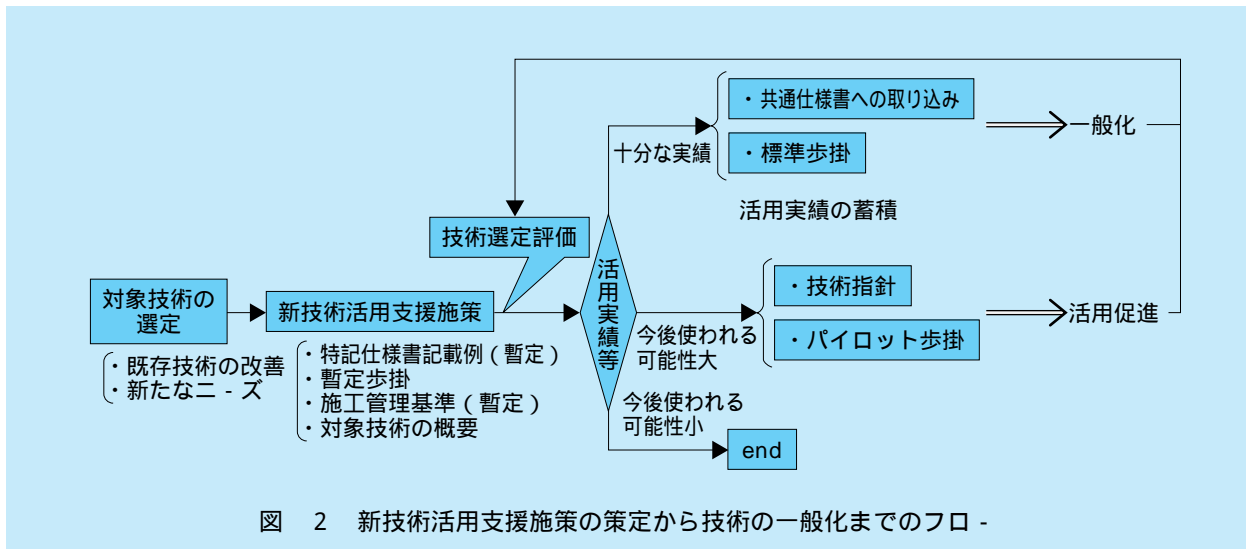 ・共通仕様書への取り込み
一般化
十分な実績
・標準歩掛
活用実績の蓄積
技術選定評価
対象技術の
選定
・既存技術の改善
・新たなニ - ズ
新技術活用支援施策
・特記仕様書記載例（暫定）
・暫定歩掛
・施工管理基準（暫定）
・対象技術の概要
活用実績等
・技術指針
活用促進
今後使われる
可能性大
・パイロット歩掛
今後使われる
可能性小
end
図　2　新技術活用支援施策の策定から技術の一般化までのフロ -